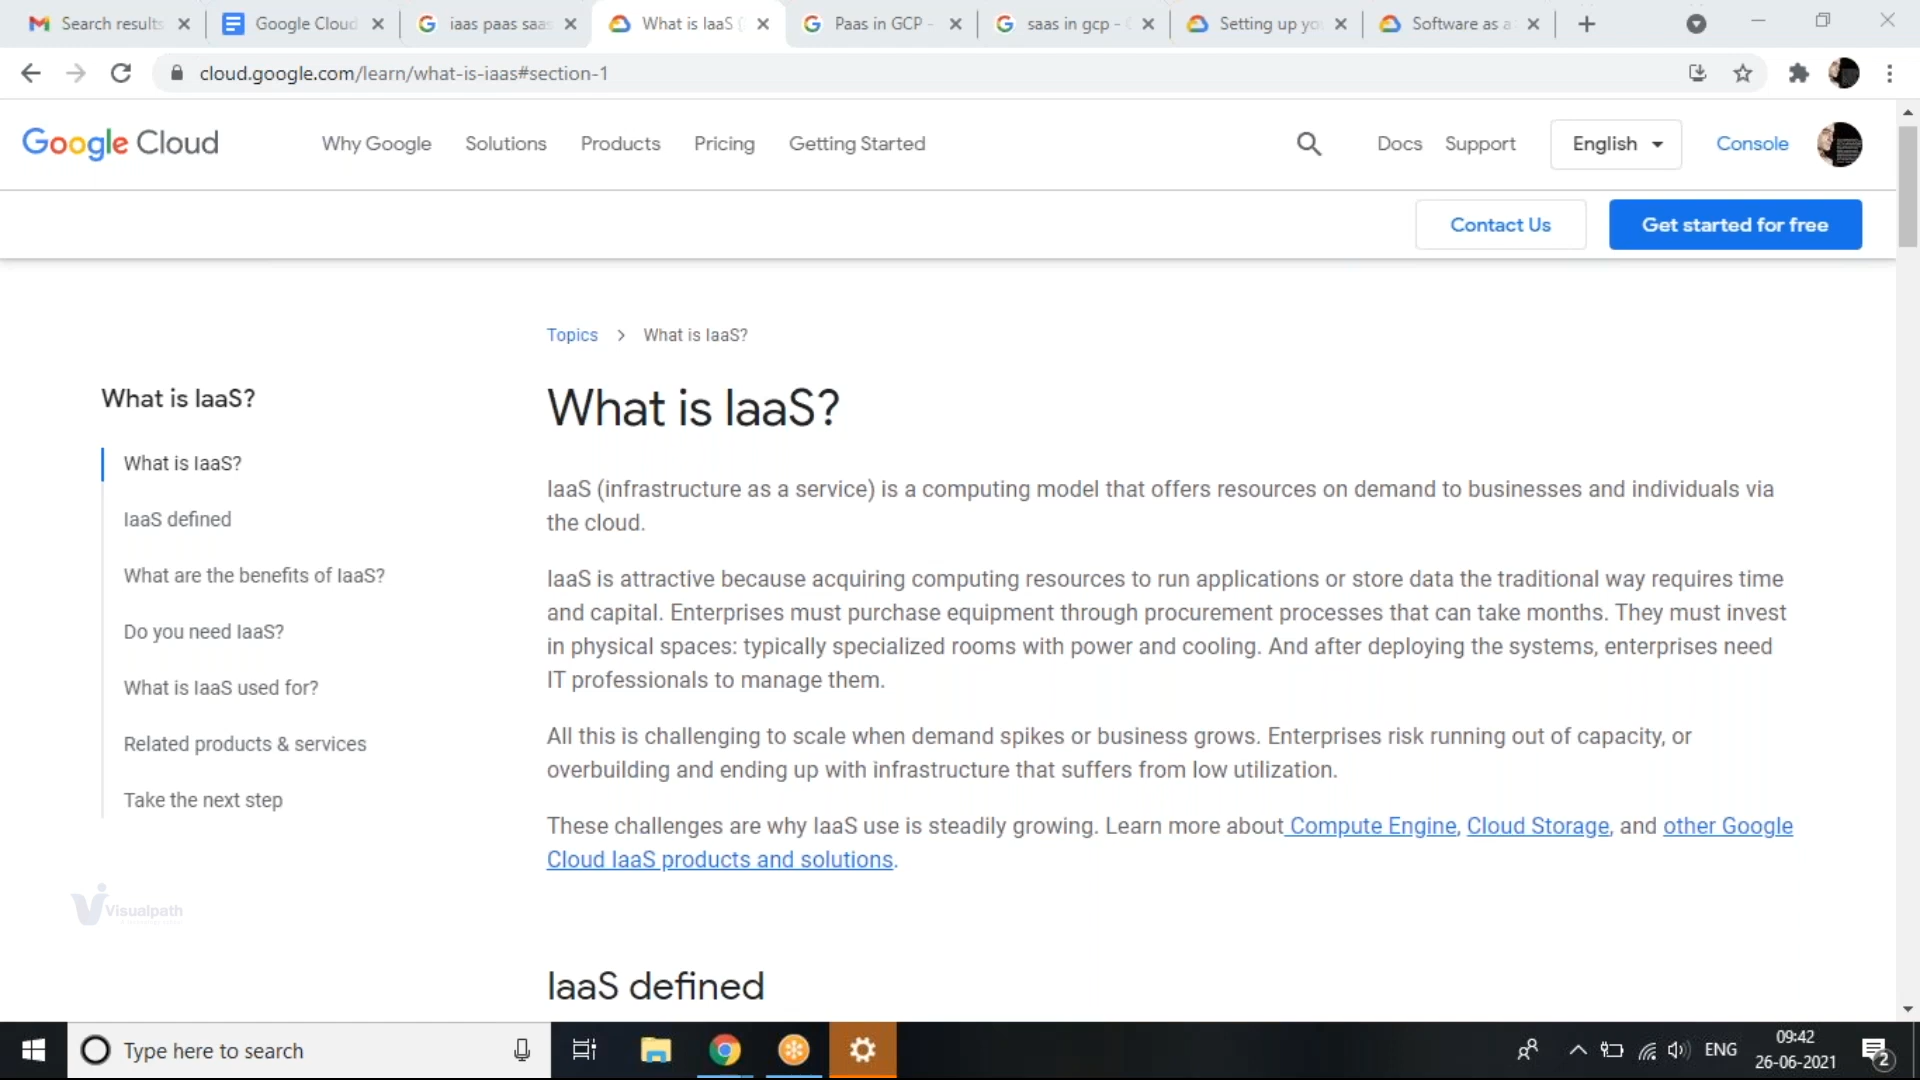 Search results
Google Cloud
iaas paas saas
What is IaaS
Paas in GCP -
saas in gcp -
Setting up yo
Software as a
cloud.google.com/learn/what-is-iaas#section-1
Google Cloud Why Google Solutions Products Pricing Getting Started Docs Support English Console
Contact Us Get started for free
Topics > What is IaaS?
What is IaaS?
What is IaaS?
IaaS defined
What are the benefits of IaaS?
Do you need IaaS?
What is IaaS used for?
Related products & services
Take the next step
What is IaaS?
IaaS (infrastructure as a service) is a computing model that offers resources on demand to businesses and individuals via
the cloud.
IaaS is attractive because acquiring computing resources to run applications or store data the traditional way requires time
and capital. Enterprises must purchase equipment through procurement processes that can take months. They must invest
in physical spaces: typically specialized rooms with power and cooling. And after deploying the systems, enterprises need
IT professionals to manage them.
All this is challenging to scale when demand spikes or business grows. Enterprises risk running out of capacity, or
overbuilding and ending up with infrastructure that suffers from low utilization.
These challenges are why IaaS use is steadily growing. Learn more about Compute Engine, Cloud Storage, and other Google
Cloud IaaS products and solutions.
IaaS defined
Visualpath
Type here to search
ENG
09:42
26-06-2021
2